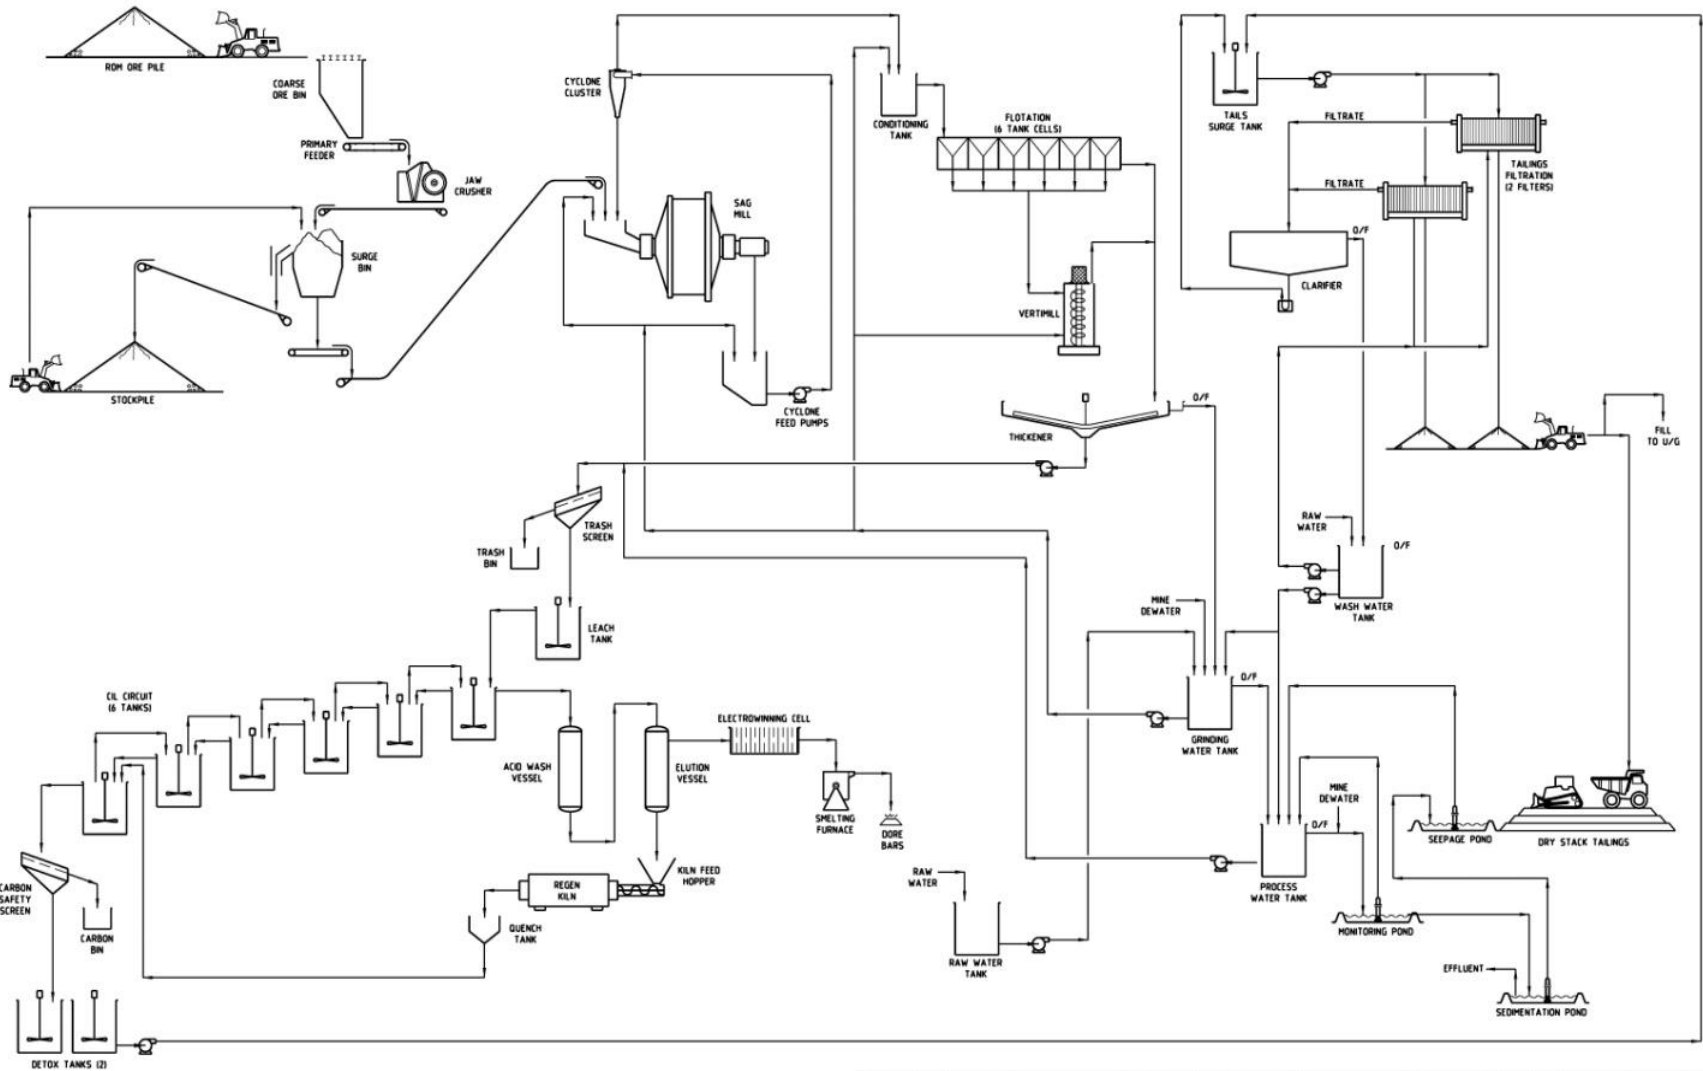 ROM ORE PILE
COARSE
ORE BIN
PRIMARY
FEEDER
JAW
CRUSHER
SURGE
BIN
STOCKPILE
CYCLONE
CLUSTER
SAG
MILL
CYCLONE
FEED PUMPS
CONDITIONING
TANK
FLOTATION
(6 TANK CELLS)
VERTIMILL
THICKENER
O/F
TAILS
SURGE TANK
FILTRATE
FILTRATE
TAILINGS
FILTRATION
(2 FILTERS)
O/F
CLARIFIER
FILL
TO U/G
RAW
WATER
O/F
WASH WATER
TANK
TRASH
SCREEN
TRASH
BIN
LEACH
TANK
MINE
DEWATER
O/F
GRINDING
WATER TANK
CIL CIRCUIT
(6 TANKS)
ACID WASH
VESSEL
ELUTION
VESSEL
ELECTROWINNING CELL
SMELTING
FURNACE
DORE
BARS
KILN FEED
HOPPER
REGEN
KILN
QUENCH
TANK
CARBON
SAFETY
SCREEN
CARBON
BIN
DETOX TANKS (2)
RAW
WATER
RAW WATER
TANK
MINE
DEWATER
O/F
PROCESS
WATER TANK
SEEPAGE POND
DRY STACK TAILINGS
MONITORING POND
EFFLUENT
SEDIMENTATION POND